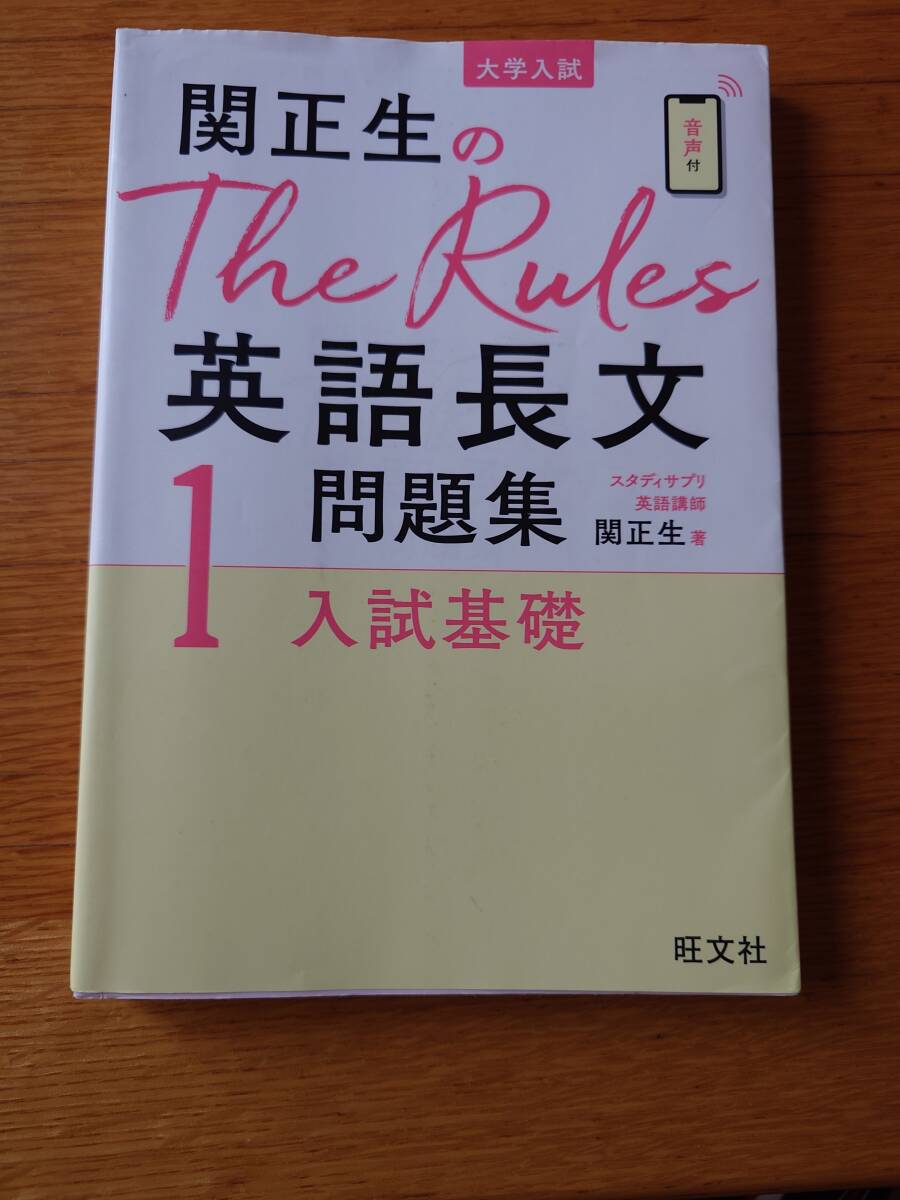 大学入試
関正生の
音声付
The Rules
英語長文
1
問題集
スタディサプリ
英語講師
関正生 著
入試基礎
旺文社